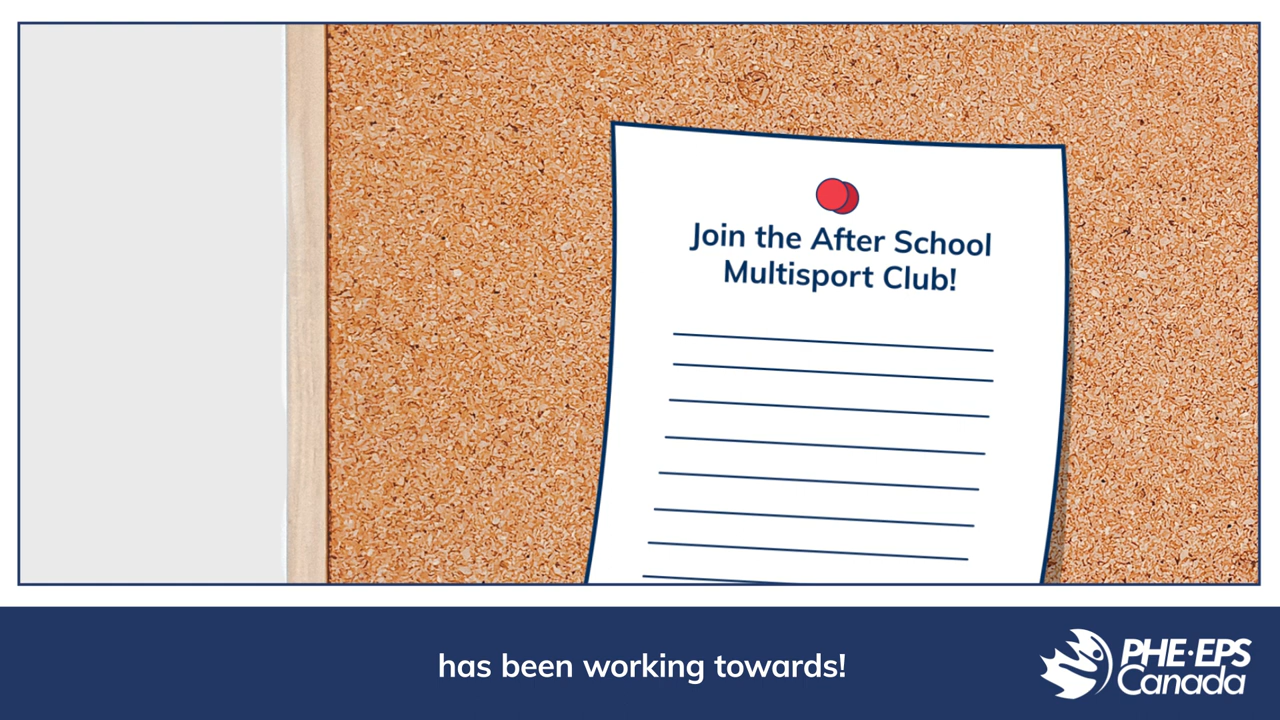 Join the After School
Multisport Club!
has been working towards!
PHE·EPS
Canada